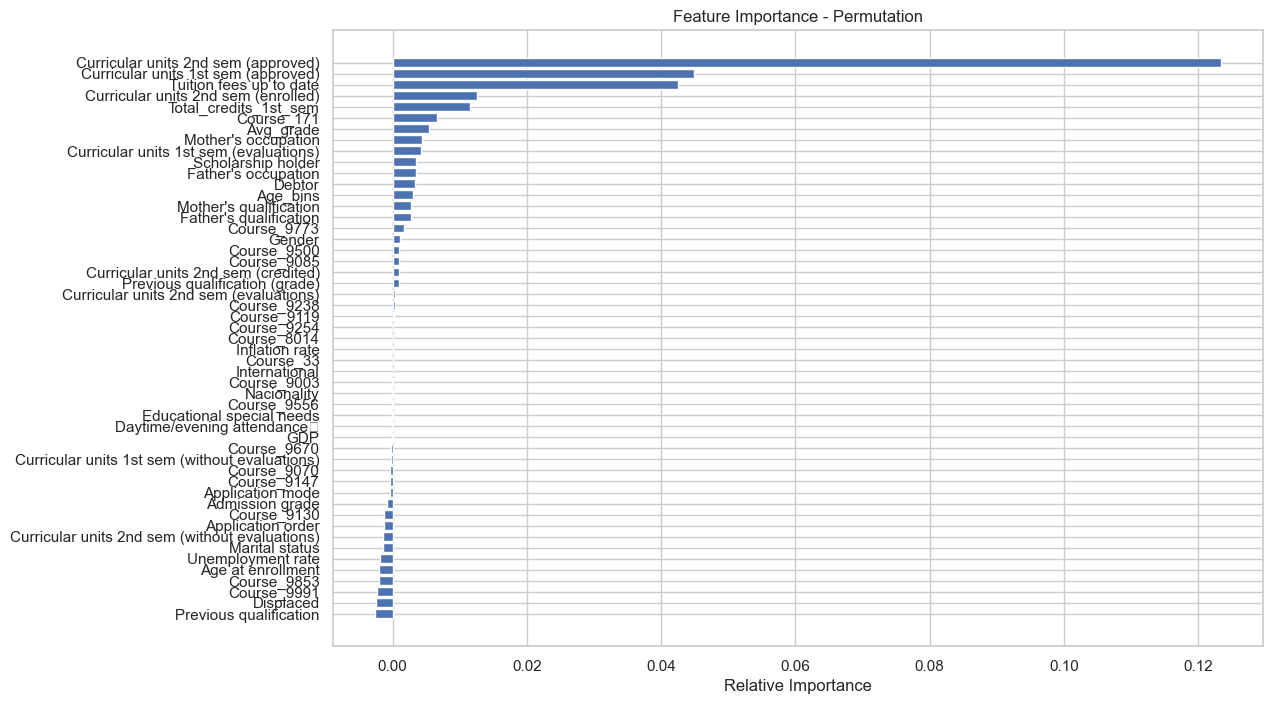 Feature Importance - Permutation
Curricular units 2nd sem (approved)
Curricular units 1st sem (approved)
Tuition fees up to date
Curricular units 2nd sem (enrolled)
Total_credits_1st_sem
Course_171
Avg_grade
Mother's occupation
Curricular units 1st sem (evaluations)
Scholarship holder
Father's occupation
Debtor
Age_bins
Mother's qualification
Father's qualification
Course_9773
Gender
Course_9500
Course_9085
Curricular units 2nd sem (credited)
Previous qualification (grade)
Curricular units 2nd sem (evaluations)
Course_9238
Course_9119
Course_9254
Course_8014
Inflation rate
Course_33
International
Course_9003
Nacionality
Course_9556
Educational special needs
Daytime/evening attendance
GDP
Course_9670
Curricular units 1st sem (without evaluations)
Course_9070
Course_9147
Application mode
Admission grade
Course_9130
Application order
Curricular units 2nd sem (without evaluations)
Marital status
Unemployment rate
Age at enrollment
Course_9853
Course_9991
Displaced
Previous qualification
0.00 0.02 0.04 0.06 0.08 0.10 0.12
Relative Importance